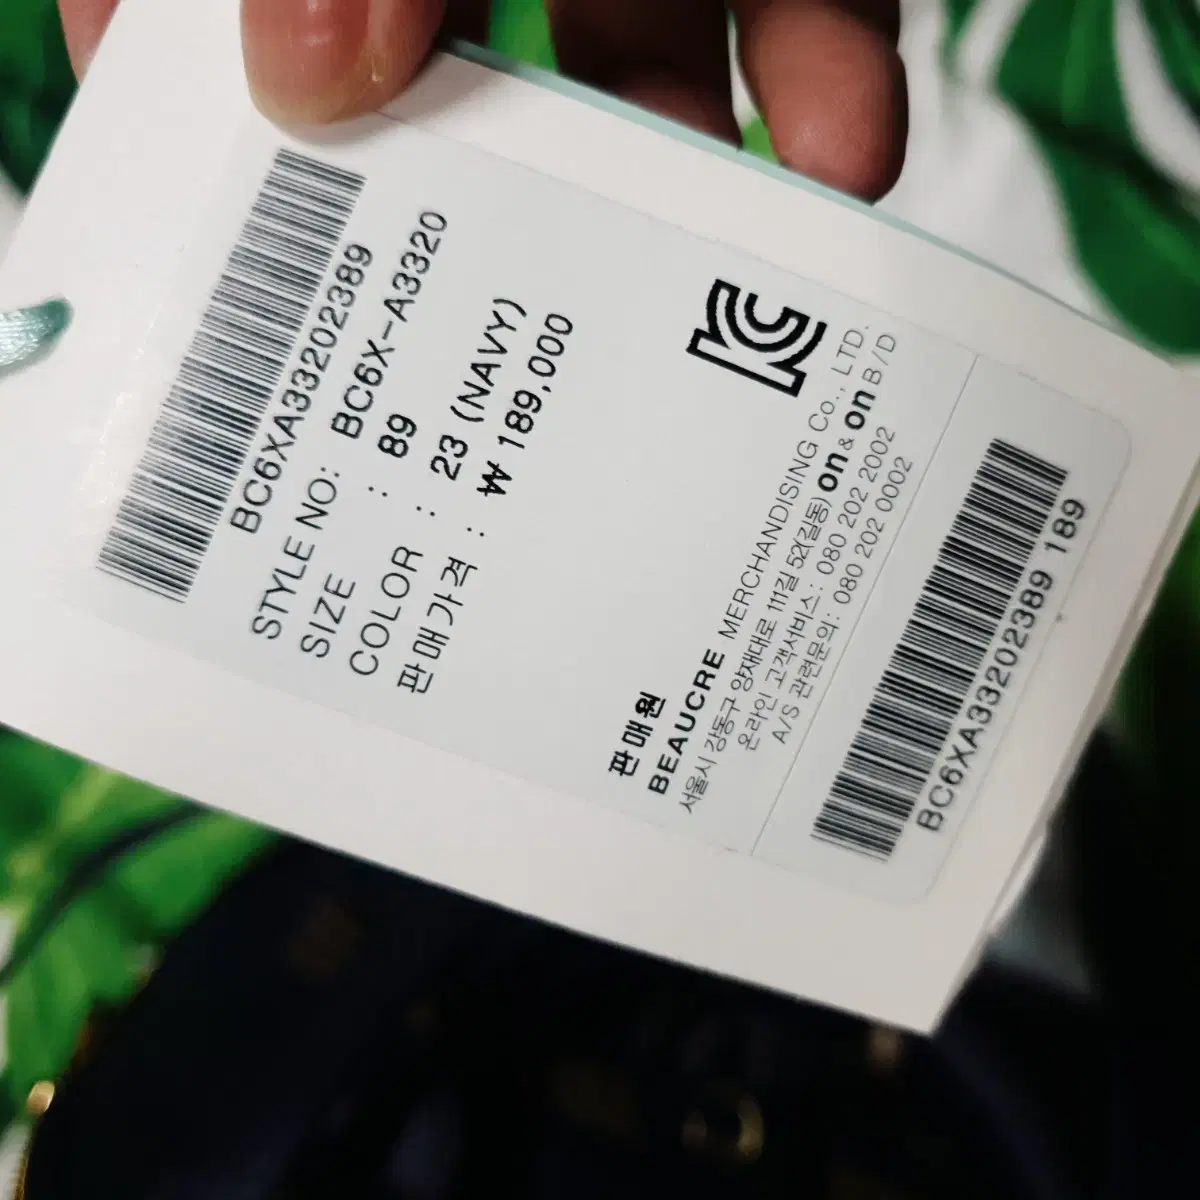 BC6XA33202389
STYLE NO: BC6X-A3320
SIZE : 89
COLOR : 23 (NAVY)
판매가격 : ₩ 189,000
KC
판매원
BEAUCRE MERCHANDISING Co., LTD.
서울시 강동구 양재대로 111길 52(길동) on & on B/D
온라인 고객서비스 : 080 202 2002
A/S 관련문의 : 080 202 0002
BC6XA33202389 189